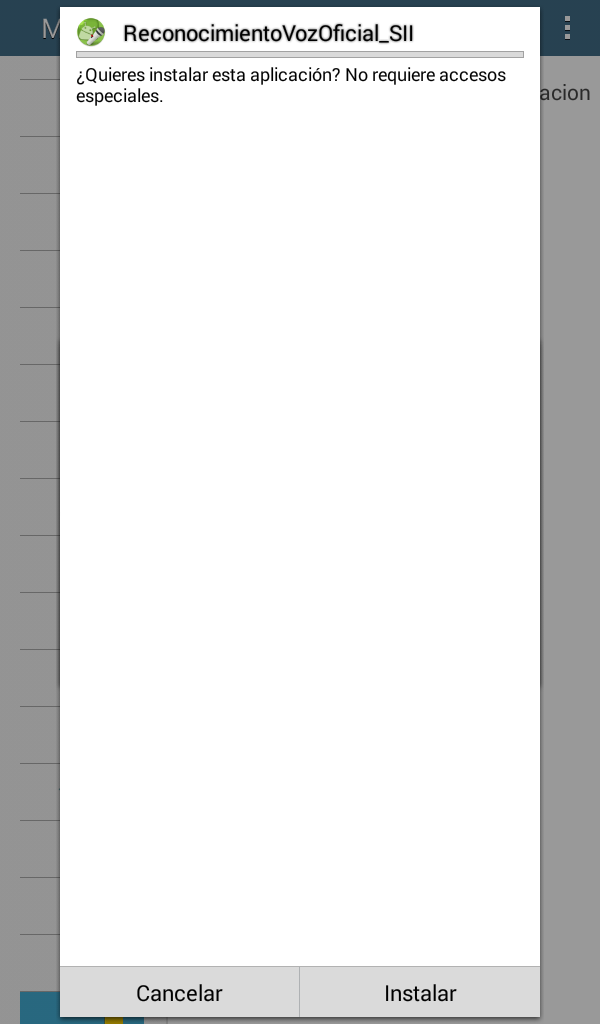 M
ReconocimientoVozOficial_SII
¿Quieres instalar esta aplicación? No requiere accesos
especiales.
acion
Cancelar
Instalar